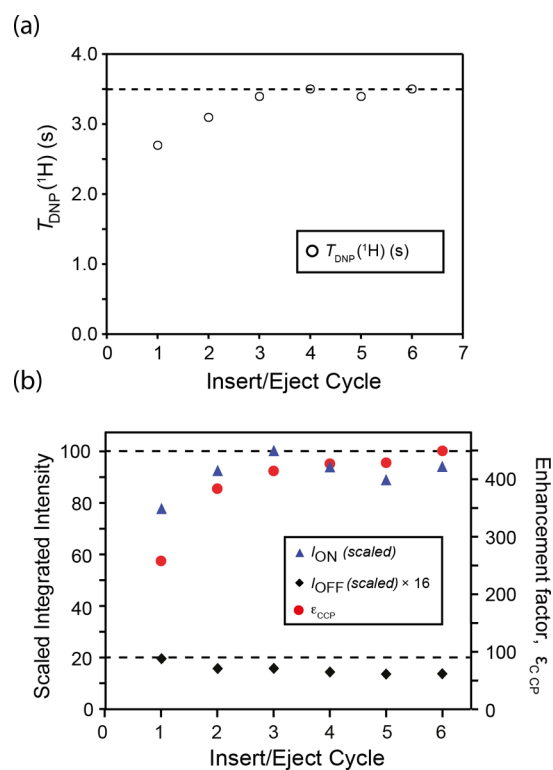 (a)
4.0
3.0
2.0
1.0
0.0
T_DNP(¹H) (s)
T_DNP(¹H) (s)
0 1 2 3 4 5 6 7
Insert/Eject Cycle
(b)
100
80
60
40
20
0
Scaled Integrated Intensity
I_ON (scaled)
I_OFF (scaled) × 16
ε_CCP
400
300
200
100
0
Enhancement factor, ε_C CP
0 1 2 3 4 5 6
Insert/Eject Cycle